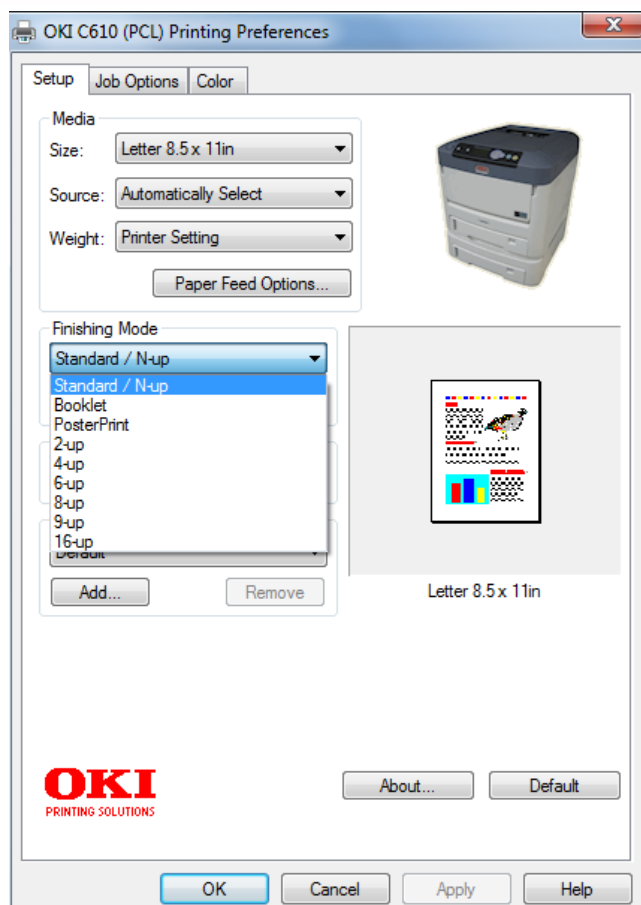 OKI C610 (PCL) Printing Preferences
Setup Job Options Color
Media
Size: Letter 8.5 x 11in
Source: Automatically Select
Weight: Printer Setting
Paper Feed Options...
Finishing Mode
Standard / N-up
Standard / N-up
Booklet
PosterPrint
2-up
4-up
6-up
8-up
9-up
16-up
Default
Add... Remove
Letter 8.5 x 11in
OKI
PRINTING SOLUTIONS
About... Default
OK Cancel Apply Help